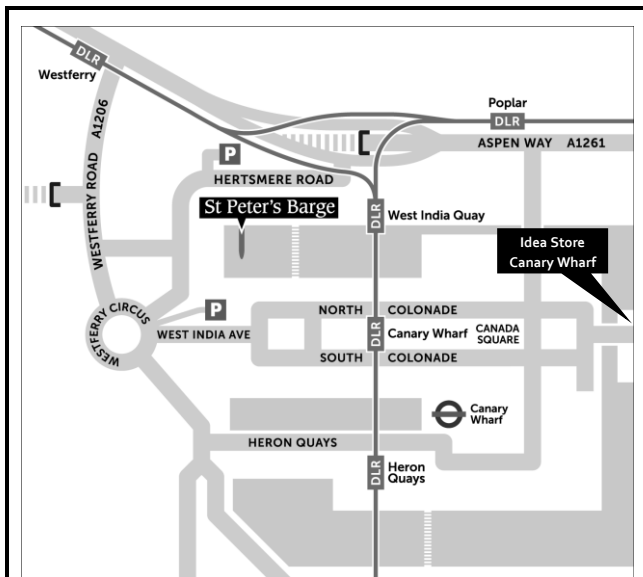 DLR
Westferry
WESTFERRY ROAD A1206
Poplar
DLR
ASPEN WAY A1261
P
HERTSMERE ROAD
St Peter's Barge
DLR
West India Quay
Idea Store
Canary Wharf
P
WESTFERRY CIRCUS
WEST INDIA AVE
NORTH COLONADE
DLR
Canary Wharf
CANADA
SQUARE
SOUTH COLONADE
Canary
Wharf
HERON QUAYS
DLR
Heron
Quays